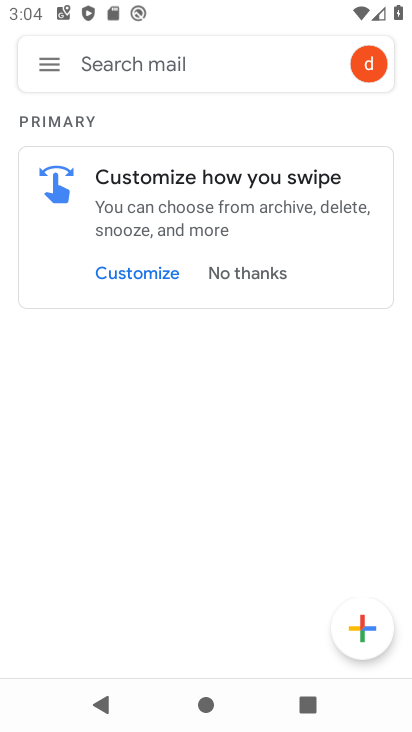 3:04
Search mail
d
PRIMARY
Customize how you swipe
You can choose from archive, delete,
snooze, and more
Customize No thanks